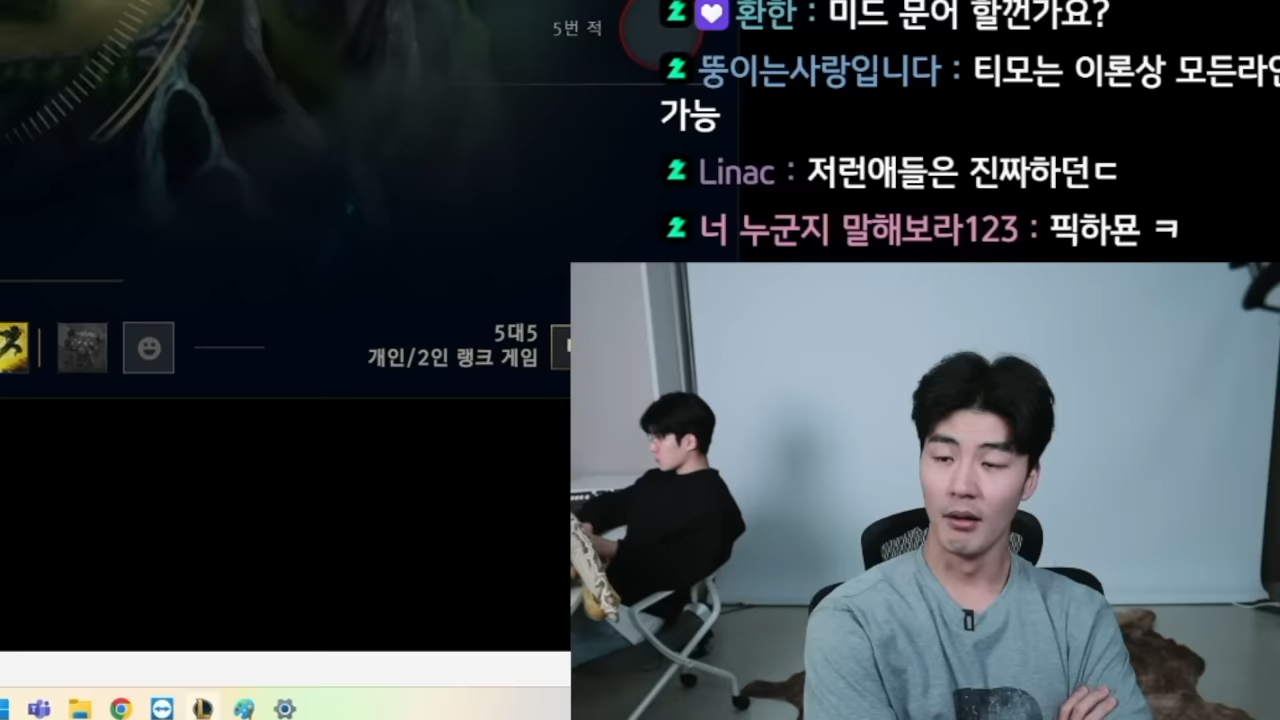 5번 적
환한 : 미드 문어 할껀가요?
뚱이는사랑입니다 : 티모는 이론상 모든라인
가능
Linac : 저런애들은 진짜하던ㄷ
너 누군지 말해보라123 : 픽하묜 ㅋ
5대5
개인/2인 랭크 게임